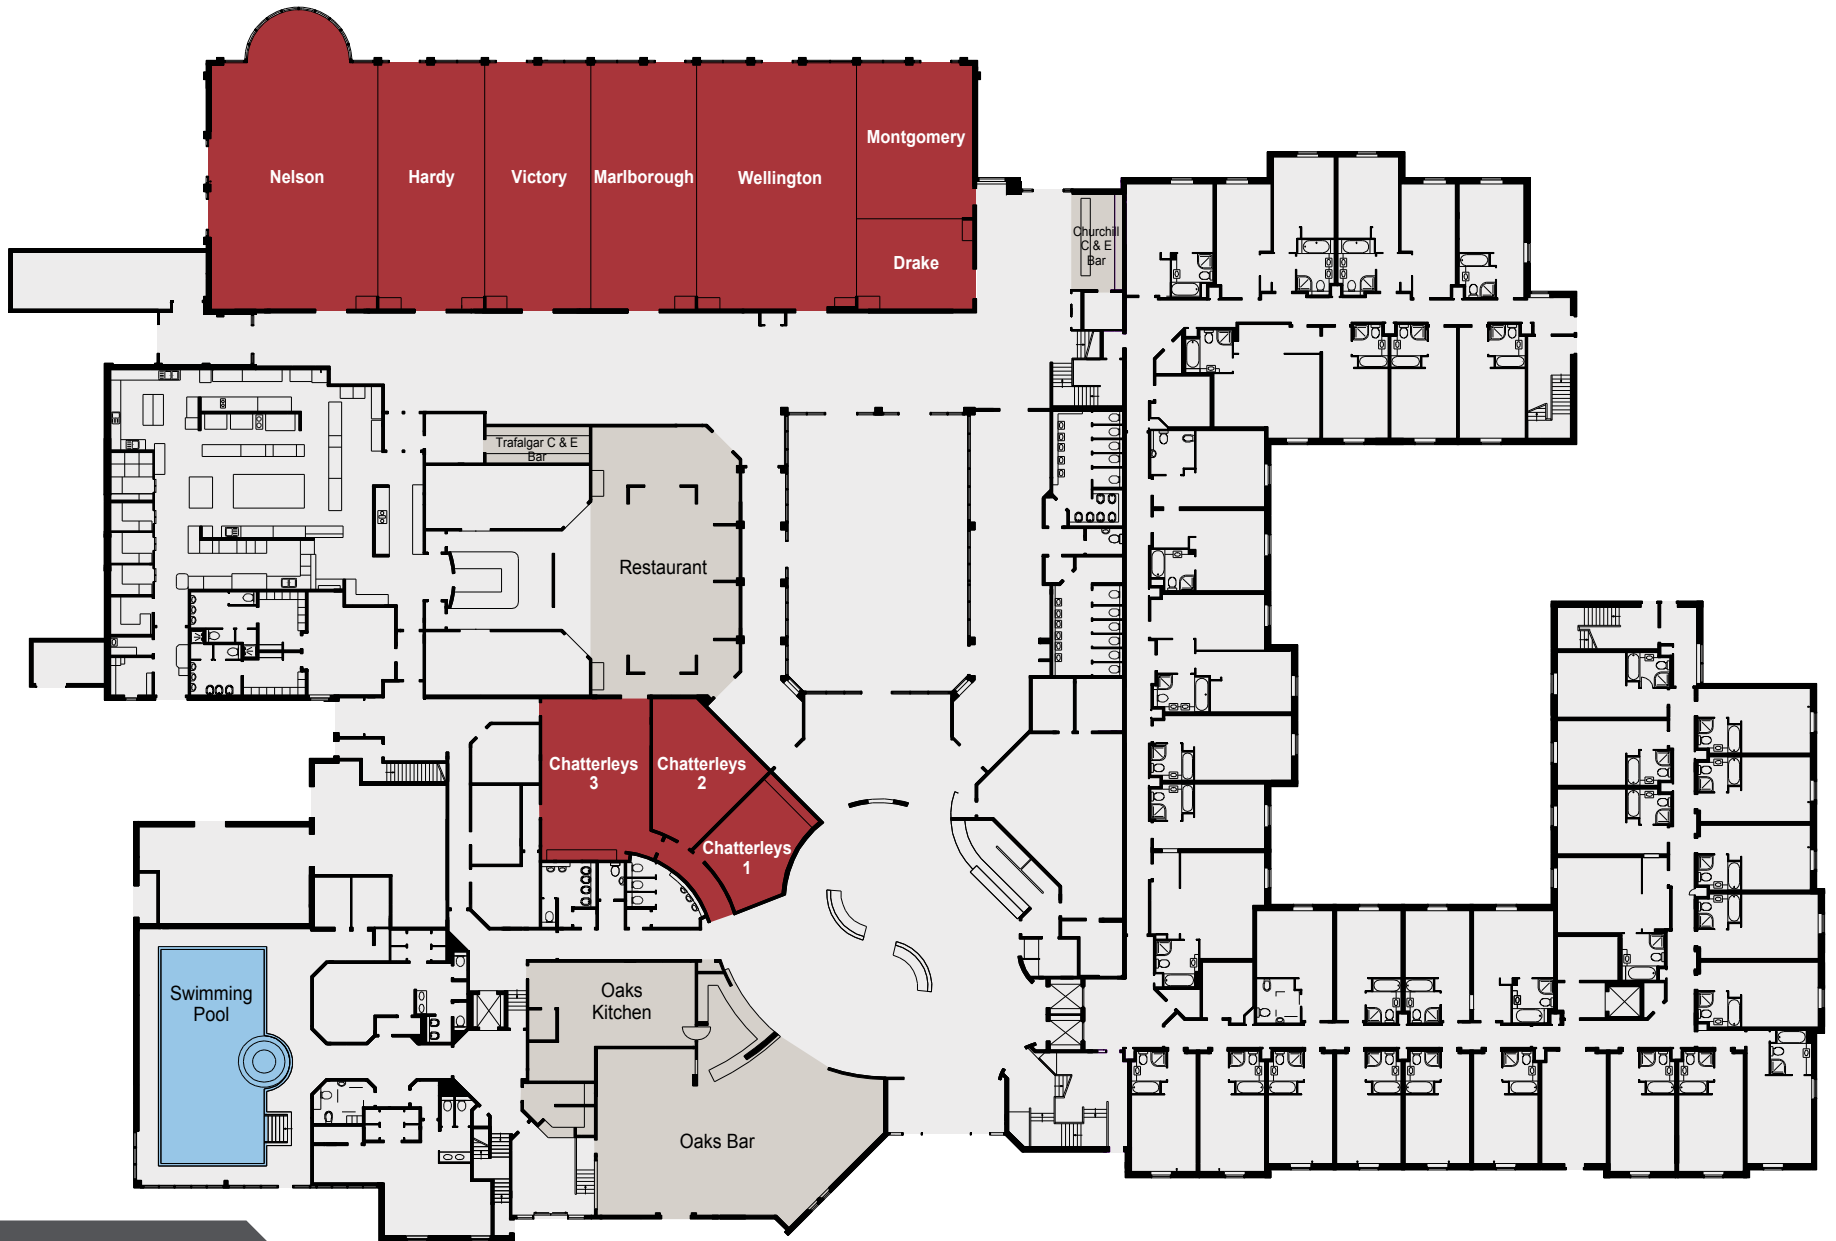 Nelson
Hardy
Victory
Marlborough
Wellington
Montgomery
Drake
Churchill
C & E
Bar
Trafalgar C & E
Bar
Restaurant
Chatterleys
3
Chatterleys
2
Chatterleys
1
Swimming
Pool
Oaks
Kitchen
Oaks Bar